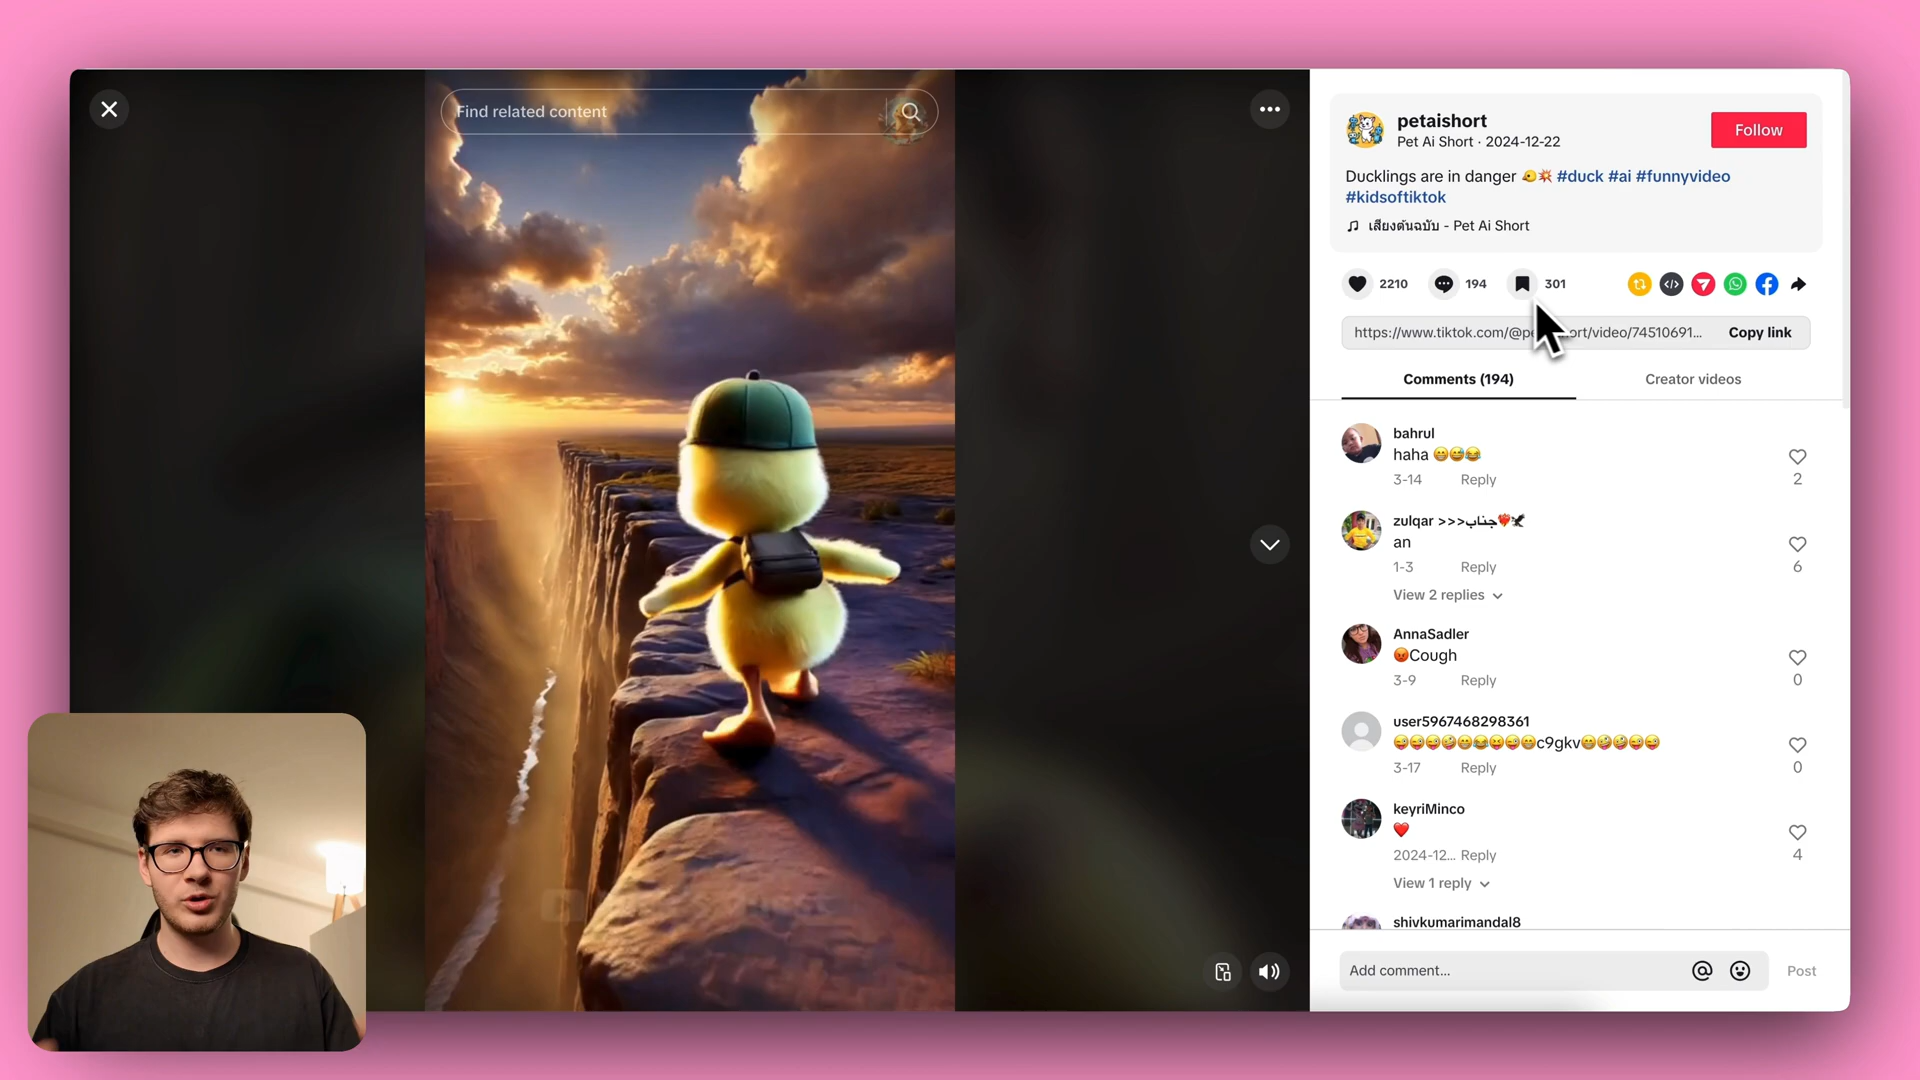 Find related content
petaishort
Pet Ai Short · 2024-12-22
Follow
Ducklings are in danger 🐤💥 #duck #ai #funnyvideo
#kidsoftiktok
เสียงต้นฉบับ - Pet Ai Short
2210
194
301
https://www.tiktok.com/@pe ort/video/74510691...
Copy link
Comments (194)
Creator videos
bahrul
haha 😁😅😂
3-14 Reply
2
zulqar >>>جناب❤️‍🔥🦅
an
1-3 Reply
6
View 2 replies
AnnaSadler
😡Cough
3-9 Reply
0
user5967468298361
😜😜😜🤪😁😂😝😜😁c9gkv😁🤪🤪😜😜
3-17 Reply
0
keyriMinco
❤️
2024-12... Reply
4
View 1 reply
shivkumarimandal8
Add comment...
Post